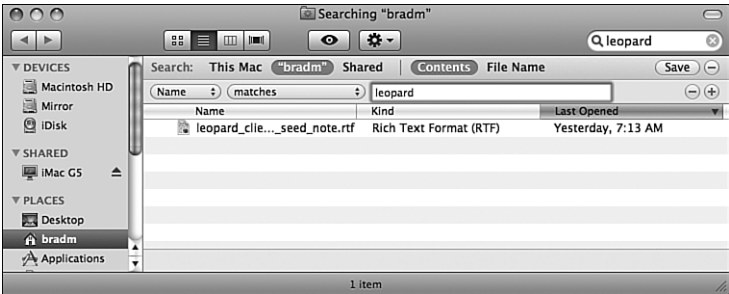 Searching “bradm”
leopard
DEVICES
Macintosh HD
Mirror
iDisk
SHARED
iMac G5
PLACES
Desktop
bradm
Applications
Search: This Mac “bradm” Shared Contents File Name Save
Name matches leopard
Name Kind Last Opened
leopard_clie..._seed_note.rtf Rich Text Format (RTF) Yesterday, 7:13 AM
1 item